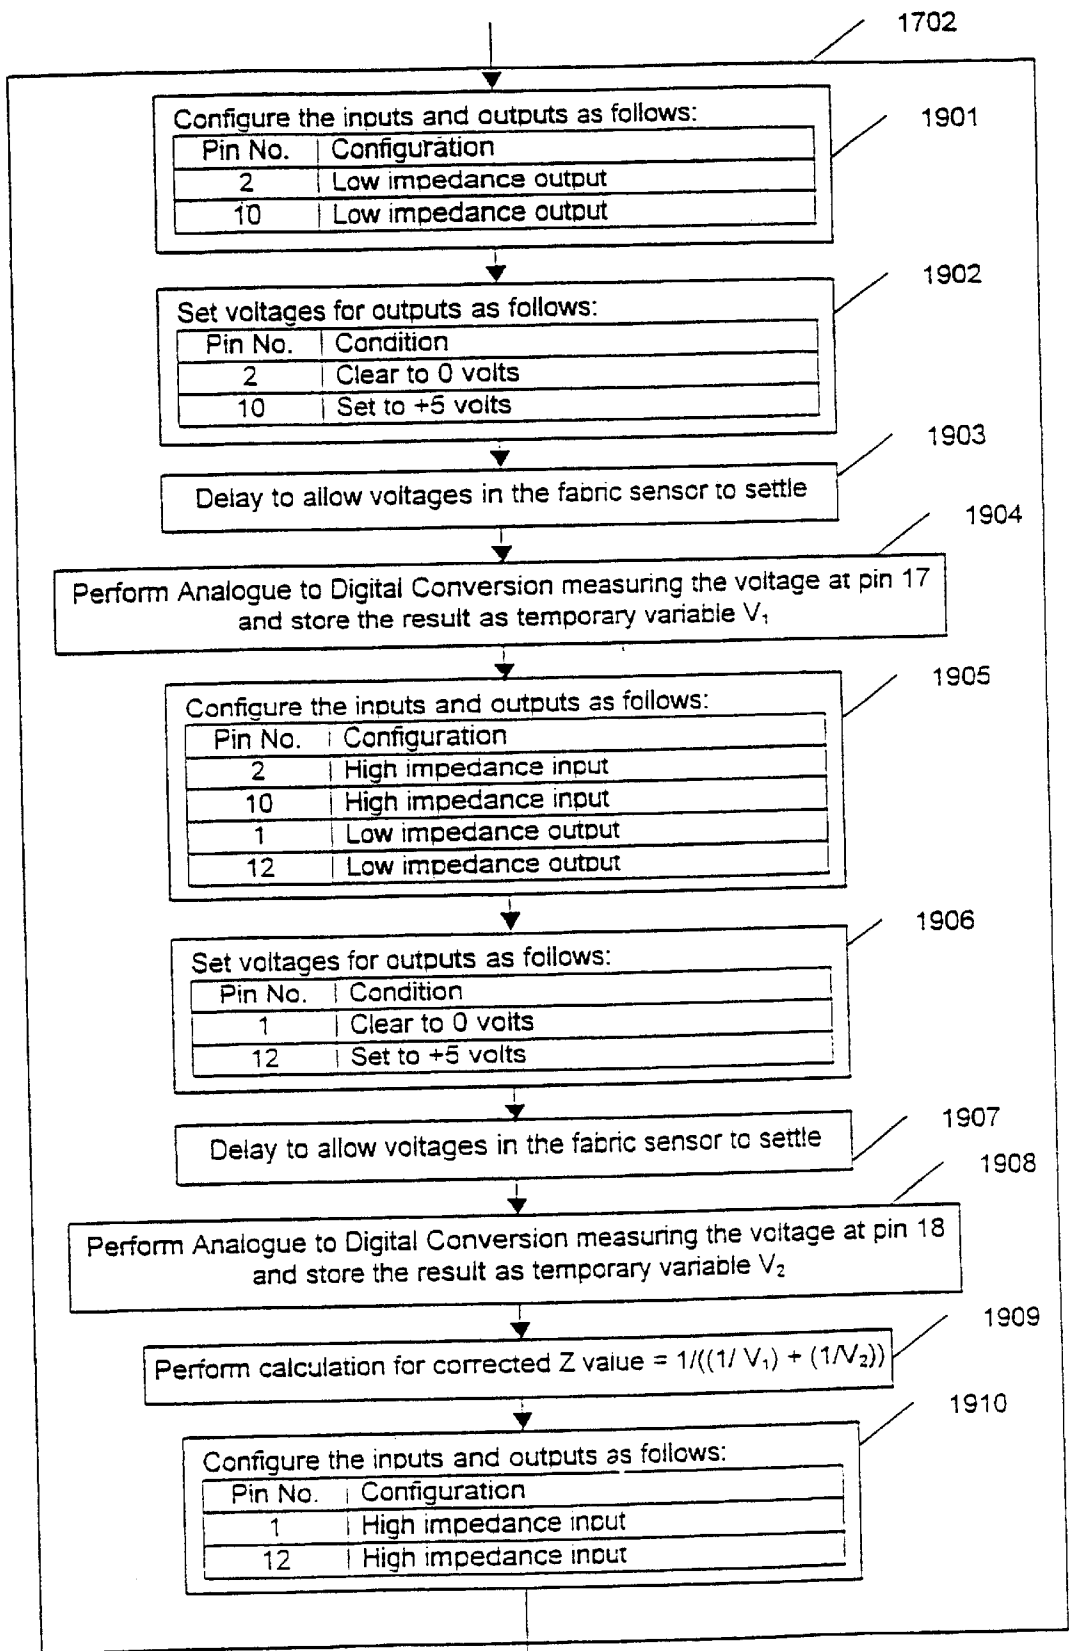 1702
Configure the inputs and outputs as follows:
1901
Pin No. Configuration
2 Low impedance output
10 Low impedance output
1902
Set voltages for outputs as follows:
Pin No. Condition
2 Clear to 0 volts
10 Set to +5 volts
1903
Delay to allow voltages in the fabric sensor to settle
1904
Perform Analogue to Digital Conversion measuring the voltage at pin 17
and store the result as temporary variable V₁
1905
Configure the inputs and outputs as follows:
Pin No. Configuration
2 High impedance input
10 High impedance input
1 Low impedance output
12 Low impedance output
1906
Set voltages for outputs as follows:
Pin No. Condition
1 Clear to 0 volts
12 Set to +5 volts
1907
Delay to allow voltages in the fabric sensor to settle
1908
Perform Analogue to Digital Conversion measuring the voltage at pin 18
and store the result as temporary variable V₂
1909
Perform calculation for corrected Z value = 1/((1/ V₁) + (1/V₂))
1910
Configure the inputs and outputs as follows:
Pin No. Configuration
1 High impedance input
12 High impedance input